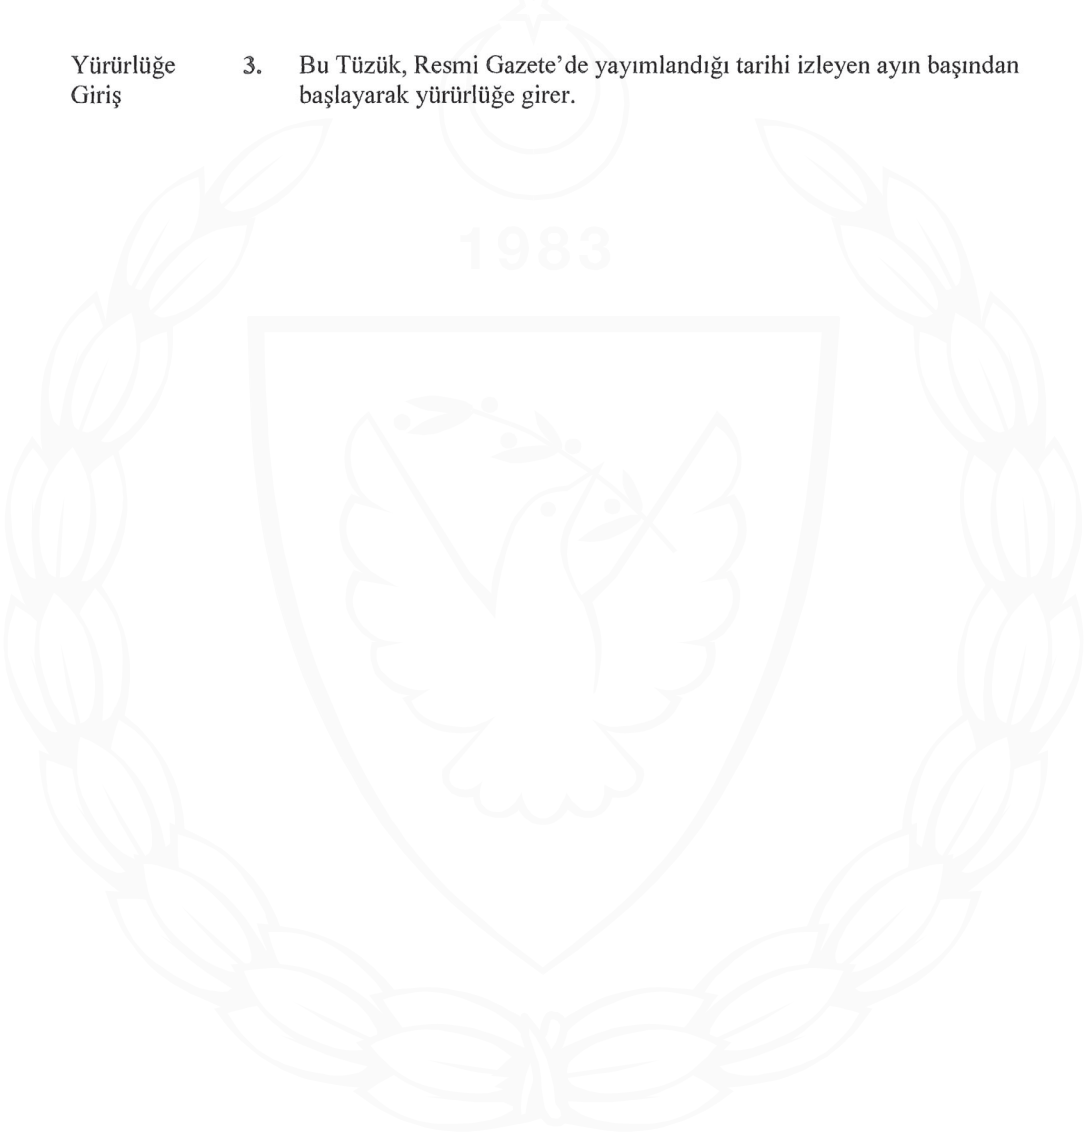 Yürürlüğe 3. Bu Tüzük, Resmi Gazete’de yayımlandığı tarihi izleyen ayın başından
Giriş başlayarak yürürlüğe girer.
1983